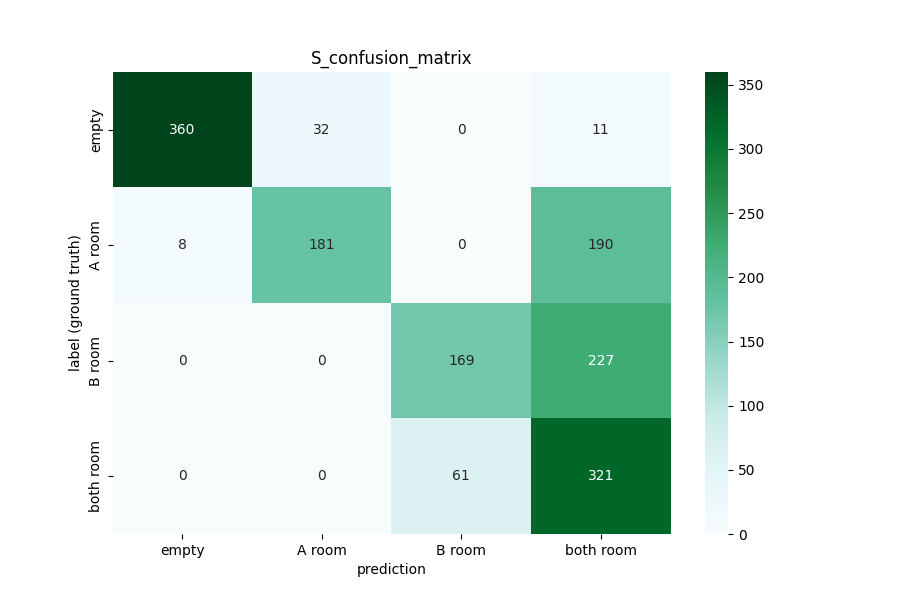 S_confusion_matrix
empty 360 32 0 11
A room 8 181 0 190
B room 0 0 169 227
both room 0 0 61 321
empty A room B room both room
prediction
label (ground truth)
350
300
250
200
150
100
50
0